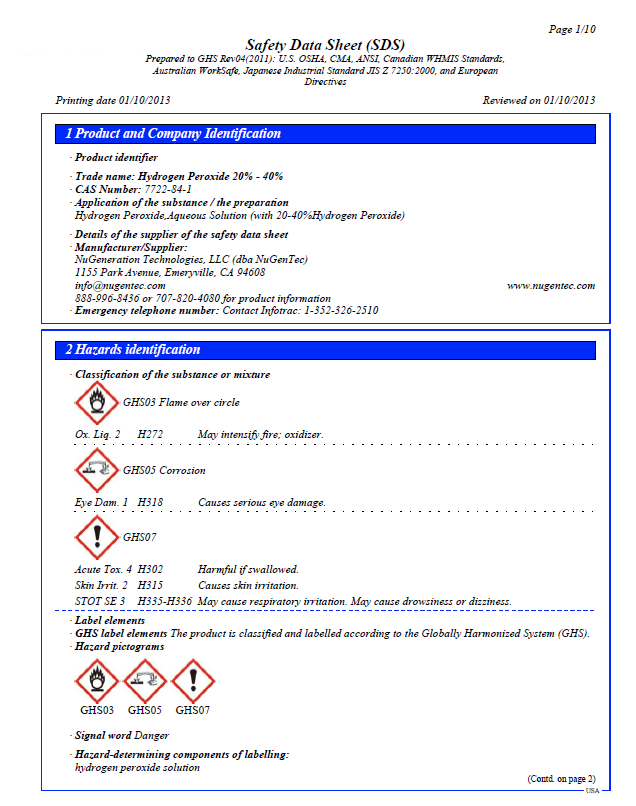 Page 1/10
Safety Data Sheet (SDS)
Prepared to GHS Rev04(2011): U.S. OSHA, CMA, ANSI, Canadian WHMIS Standards,
Australian WorkSafe, Japanese Industrial Standard JIS Z 7250:2000, and European
Directives
Printing date 01/10/2013 Reviewed on 01/10/2013
1 Product and Company Identification
· Product identifier
· Trade name: Hydrogen Peroxide 20% - 40%
· CAS Number: 7722-84-1
· Application of the substance / the preparation
Hydrogen Peroxide,Aqueous Solution (with 20-40%Hydrogen Peroxide)
· Details of the supplier of the safety data sheet
· Manufacturer/Supplier:
NuGeneration Technologies, LLC (dba NuGenTec)
1155 Park Avenue, Emeryville, CA 94608
info@nugentec.com www.nugentec.com
888-996-8436 or 707-820-4080 for product information
· Emergency telephone number: Contact Infotrac: 1-352-326-2510
2 Hazards identification
· Classification of the substance or mixture
GHS03 Flame over circle
Ox. Liq. 2 H272 May intensify fire; oxidizer.
GHS05 Corrosion
Eye Dam. 1 H318 Causes serious eye damage.
GHS07
Acute Tox. 4 H302 Harmful if swallowed.
Skin Irrit. 2 H315 Causes skin irritation.
STOT SE 3 H335-H336 May cause respiratory irritation. May cause drowsiness or dizziness.
· Label elements
· GHS label elements The product is classified and labelled according to the Globally Harmonized System (GHS).
· Hazard pictograms
GHS03 GHS05 GHS07
· Signal word Danger
· Hazard-determining components of labelling:
hydrogen peroxide solution
(Contd. on page 2)
USA